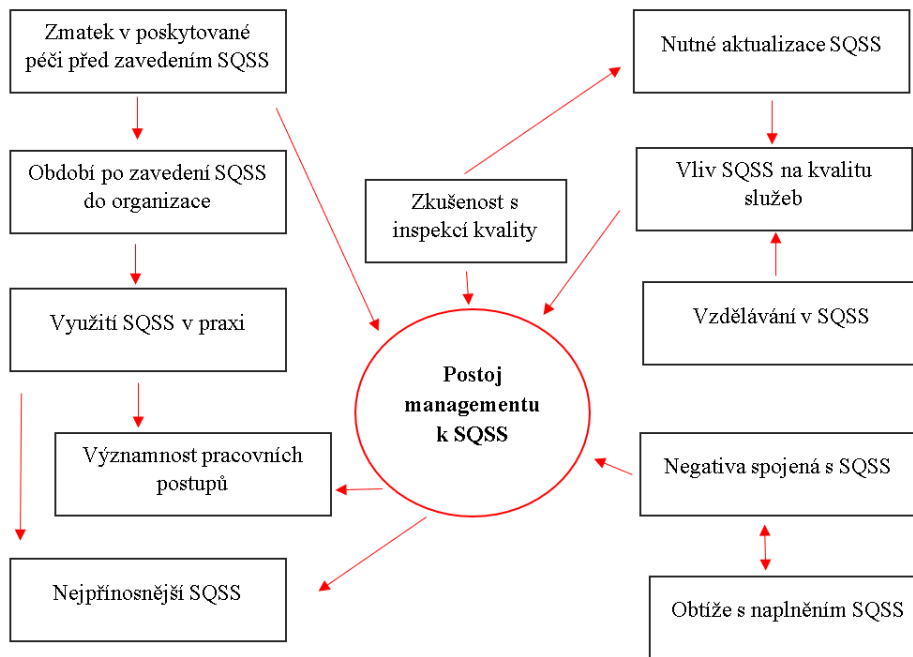 Zmatek v poskytované
péči před zavedením SQSS
Nutné aktualizace SQSS
Období po zavedení SQSS
do organizace
Zkušenost s
inspekcí kvality
Vliv SQSS na kvalitu
služeb
Využití SQSS v praxi
Vzdělávání v SQSS
Postoj
managementu
k SQSS
Významnost pracovních
postupů
Negativa spojená s SQSS
Nejpřínosnější SQSS
Obtíže s naplněním SQSS